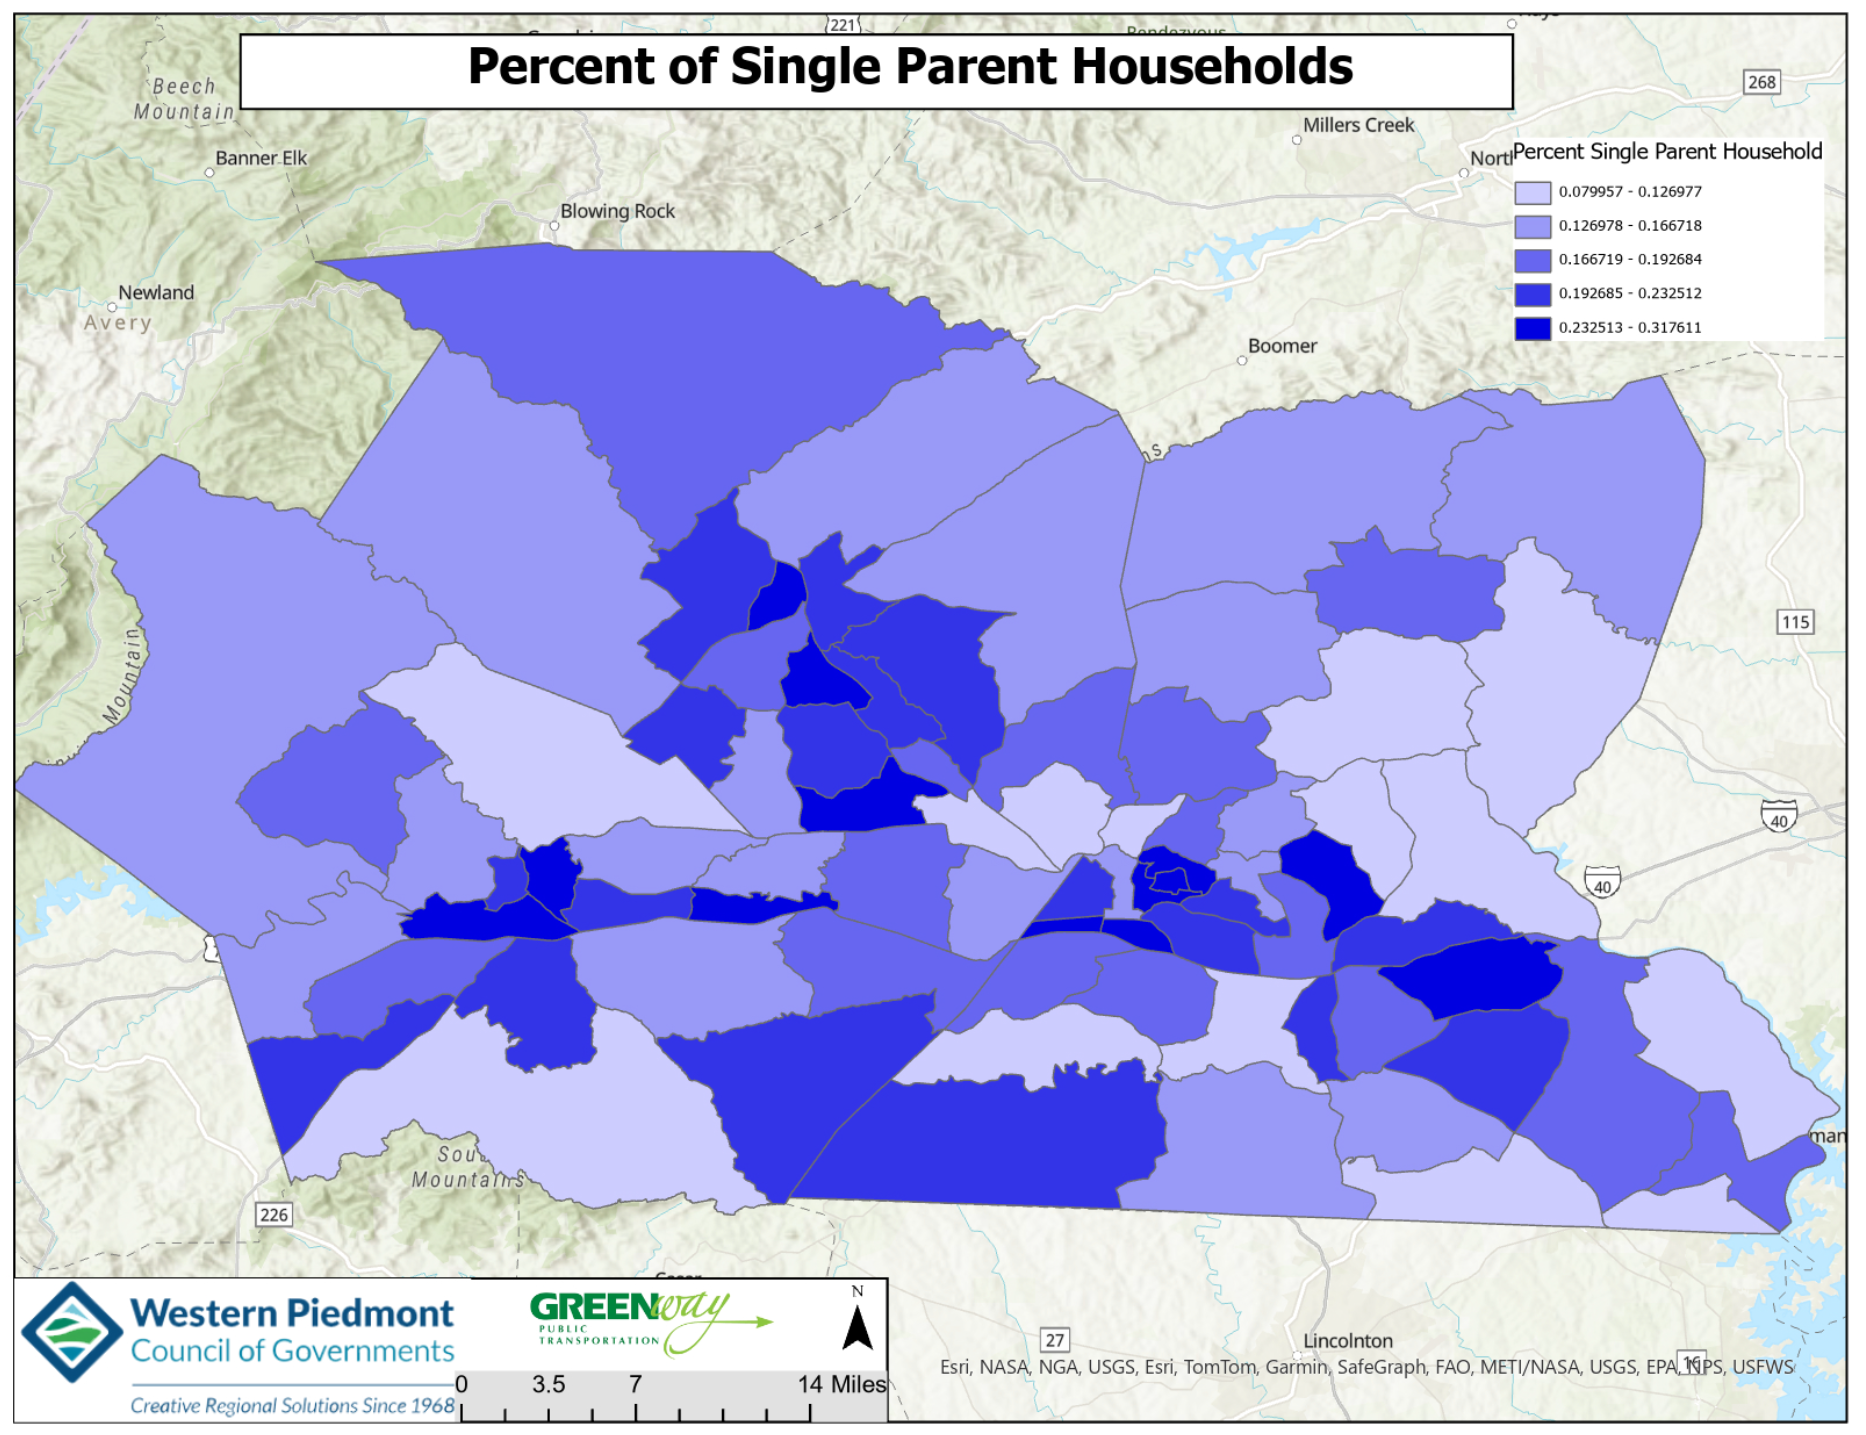 221
Percent of Single Parent Households
268
Beech
Mountain
Millers Creek
Banner Elk
Percent Single Parent Household
0.079957 - 0.126977
0.126978 - 0.166718
0.166719 - 0.192684
0.192685 - 0.232512
0.232513 - 0.317611
Blowing Rock
Newland
Avery
Boomer
115
Mountain
40
40
South
Mountains
226
Western Piedmont
Council of Governments
Creative Regional Solutions Since 1968
GREENway
PUBLIC
TRANSPORTATION
N
0 3.5 7 14 Miles
27
Lincolnton
16
Esri, NASA, NGA, USGS, Esri, TomTom, Garmin, SafeGraph, FAO, METI/NASA, USGS, EPA, NPS, USFWS